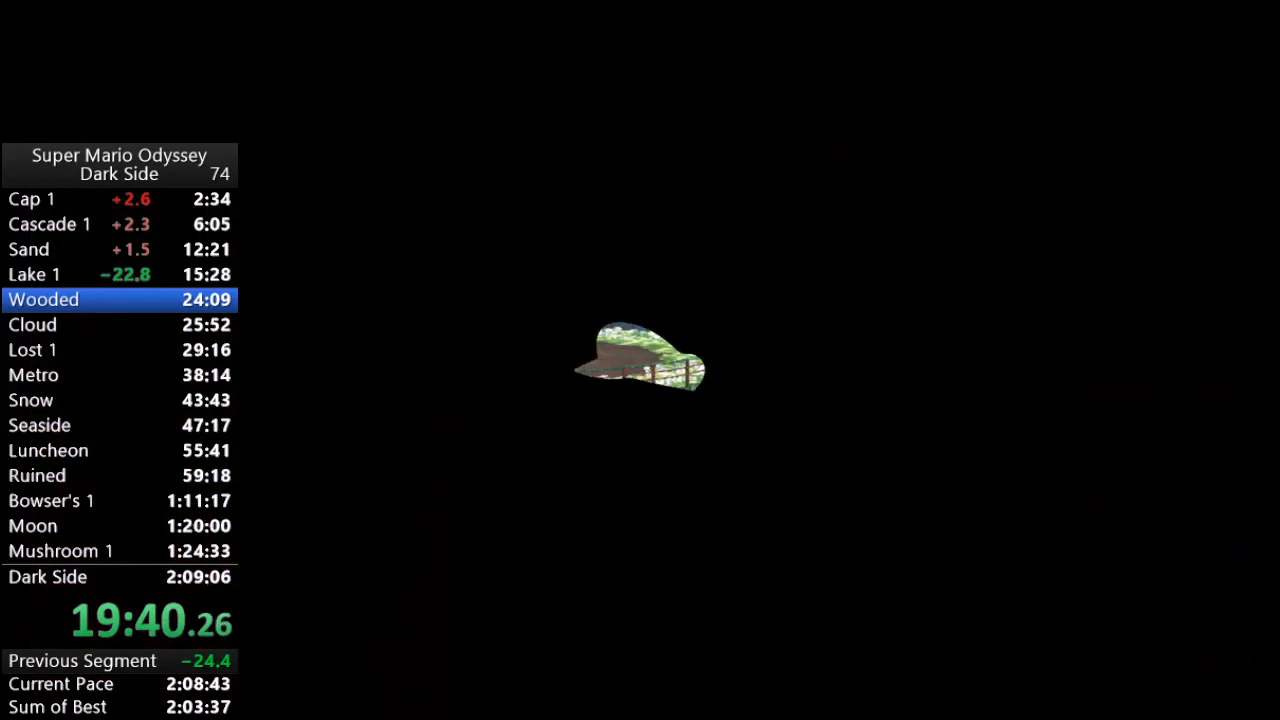 Super Mario Odyssey
Dark Side 74
Cap 1 +2.6 2:34
Cascade 1 +2.3 6:05
Sand +1.5 12:21
Lake 1 −22.8 15:28
Wooded 24:09
Cloud 25:52
Lost 1 29:16
Metro 38:14
Snow 43:43
Seaside 47:17
Luncheon 55:41
Ruined 59:18
Bowser's 1 1:11:17
Moon 1:20:00
Mushroom 1 1:24:33
Dark Side 2:09:06
19:40.26
Previous Segment −24.4
Current Pace 2:08:43
Sum of Best 2:03:37